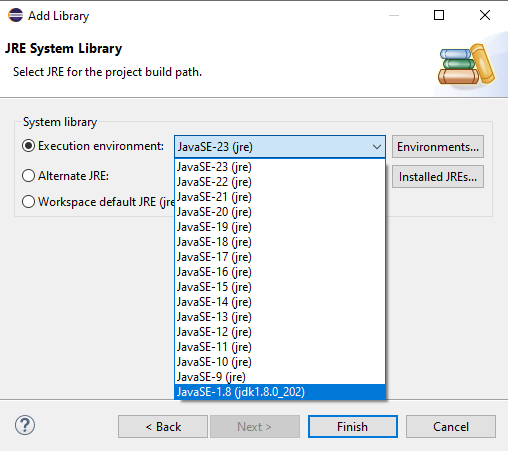 Add Library
JRE System Library
Select JRE for the project build path.
System library
Execution environment: JavaSE-23 (jre) Environments...
JavaSE-23 (jre)
Alternate JRE: JavaSE-22 (jre) Installed JREs...
JavaSE-21 (jre)
Workspace default JRE (jre JavaSE-20 (jre)
JavaSE-19 (jre)
JavaSE-18 (jre)
JavaSE-17 (jre)
JavaSE-16 (jre)
JavaSE-15 (jre)
JavaSE-14 (jre)
JavaSE-13 (jre)
JavaSE-12 (jre)
JavaSE-11 (jre)
JavaSE-10 (jre)
JavaSE-9 (jre)
JavaSE-1.8 (jdk1.8.0_202)
? < Back Next > Finish Cancel